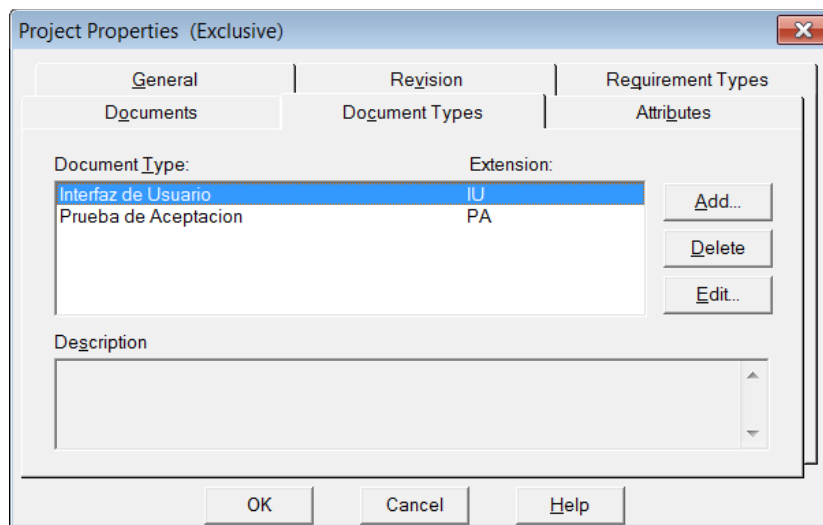 Project Properties (Exclusive)
General Revision Requirement Types
Documents Document Types Attributes
Document Type: Extension:
Interfaz de Usuario IU
Prueba de Aceptacion PA
Add...
Delete
Edit...
Description
OK Cancel Help